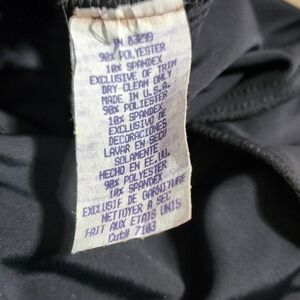 RN 83299
90% POLYESTER
10% SPANDEX
EXCLUSIVE OF TRIM
DRY CLEAN ONLY
MADE IN U.S.A.
90% POLIESTER
10% SPANDEX
EXCLUSIVO DE
DECORACIONES
LAVAR EN SECO
SOLAMENTE
HECHO EN EE.UU.
90% POLYESTER
10% SPANDEX
EXCLUSIF DE GARNITURE
NETTOYER A SEC
FAIT AUX ETATS UNIS
Cut# 7103